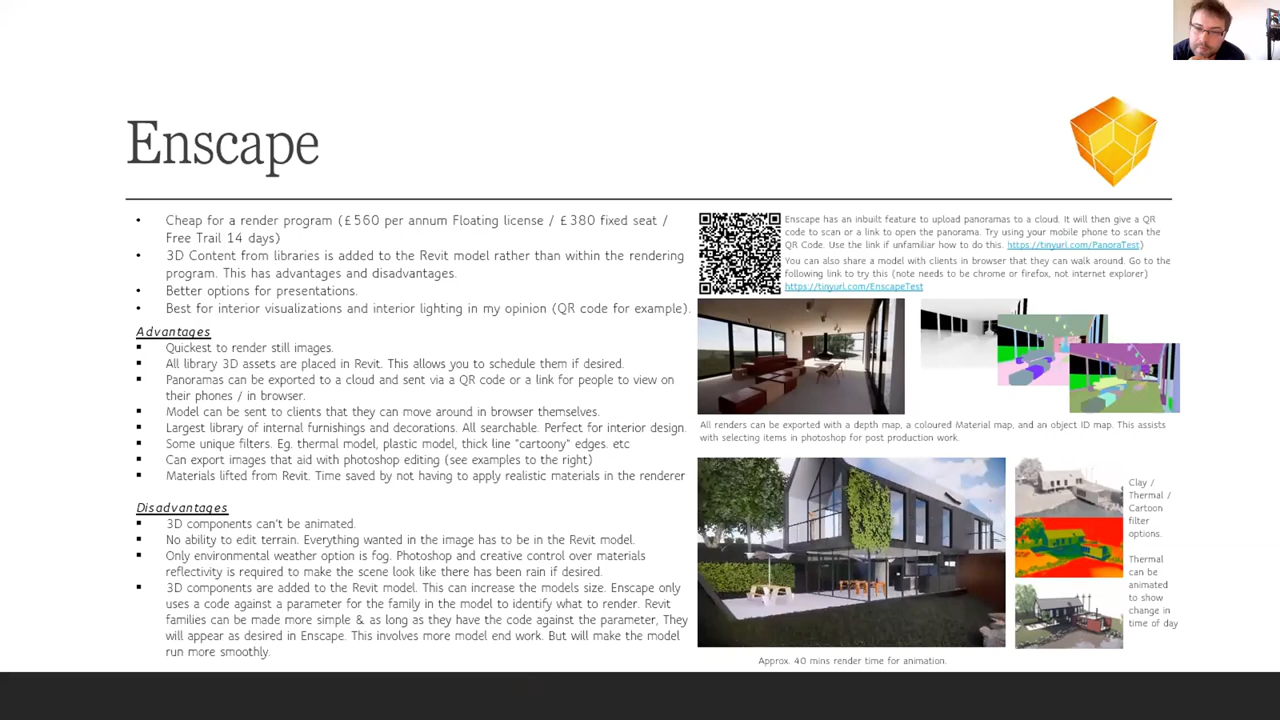 Enscape
• Cheap for a render program (£560 per annum Floating license / £380 fixed seat /
Free Trail 14 days)
• 3D Content from libraries is added to the Revit model rather than within the rendering
program. This has advantages and disadvantages.
• Better options for presentations.
• Best for interior visualizations and interior lighting in my opinion (QR code for example).
Advantages
▪ Quickest to render still images.
▪ All library 3D assets are placed in Revit. This allows you to schedule them if desired.
▪ Panoramas can be exported to a cloud and sent via a QR code or a link for people to view on
their phones / in browser.
▪ Model can be sent to clients that they can move around in browser themselves.
▪ Largest library of internal furnishings and decorations. All searchable. Perfect for interior design.
▪ Some unique filters. Eg. thermal model, plastic model, thick line "cartoony" edges. etc
▪ Can export images that aid with photoshop editing (see examples to the right)
▪ Materials lifted from Revit. Time saved by not having to apply realistic materials in the renderer
Disadvantages
▪ 3D components can't be animated.
▪ No ability to edit terrain. Everything wanted in the image has to be in the Revit model.
▪ Only environmental weather option is fog. Photoshop and creative control over materials
reflectivity is required to make the scene look like there has been rain if desired.
▪ 3D components are added to the Revit model. This can increase the models size. Enscape only
uses a code against a parameter for the family in the model to identify what to render. Revit
families can be made more simple & as long as they have the code against the parameter, They
will appear as desired in Enscape. This involves more model end work. But will make the model
run more smoothly.
Enscape has an inbuilt feature to upload panoramas to a cloud. It will then give a QR
code to scan or a link to open the panorama. Try using your mobile phone to scan the
QR Code. Use the link if unfamiliar how to do this. https://tinyurl.com/PanoraTest)
You can also share a model with clients in browser that they can walk around. Go to the
following link to try this (note needs to be chrome or firefox, not internet explorer)
https://tinyurl.com/EnscapeTest
All renders can be exported with a depth map, a coloured Material map, and an object ID map. This assists
with selecting items in photoshop for post production work.
Clay /
Thermal /
Cartoon
filter
options.
Thermal
can be
animated
to show
change in
time of day
Approx. 40 mins render time for animation.